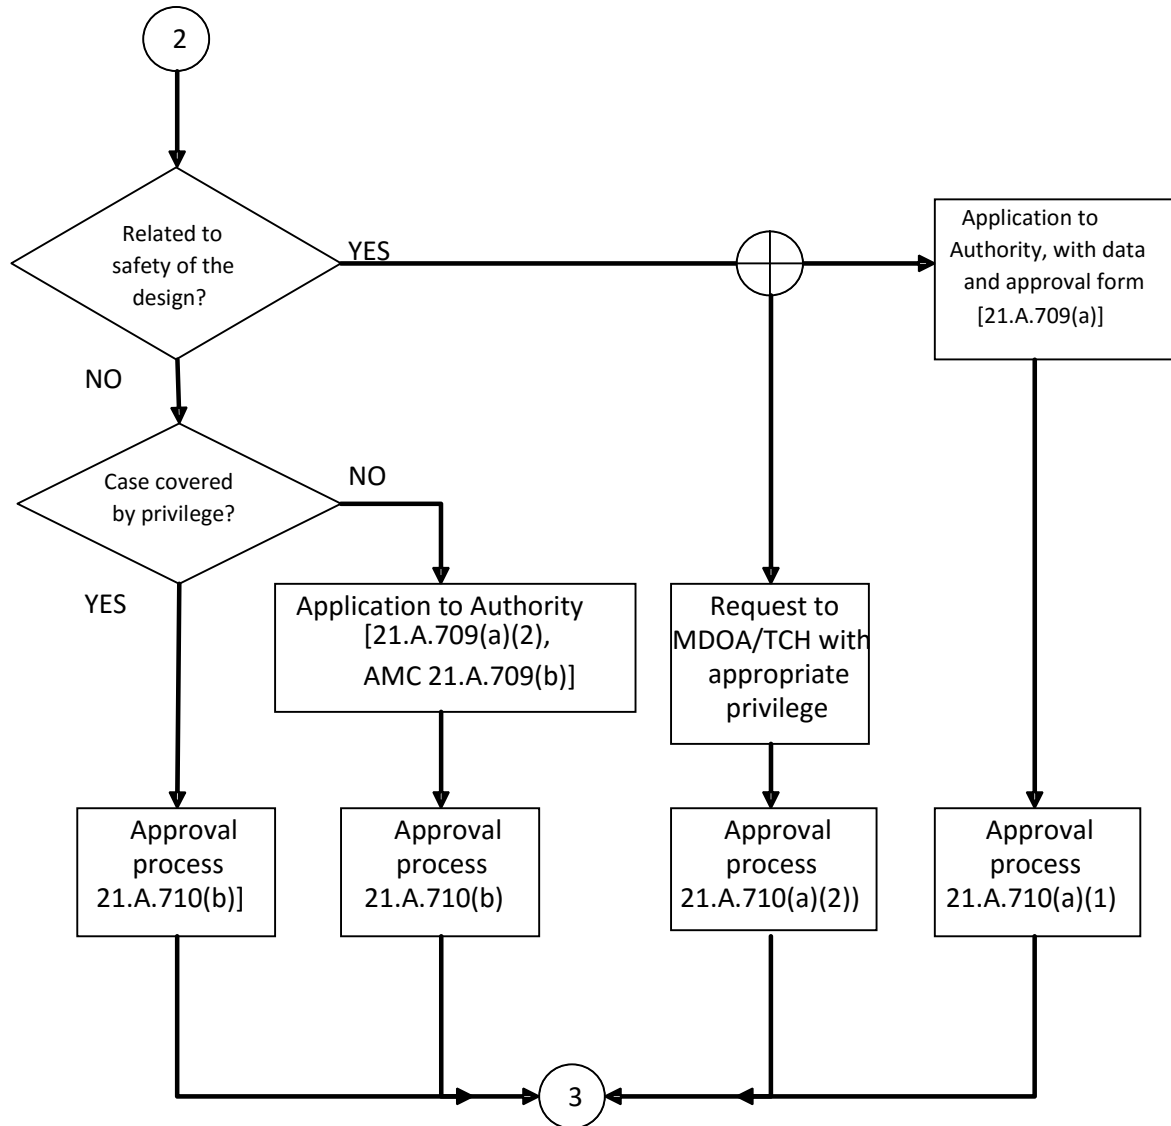 2
Related to
safety of the
design?
YES
Application to
Authority, with data
and approval form
[21.A.709(a)]
NO
Case covered
by privilege?
NO
YES
Application to Authority
[21.A.709(a)(2),
AMC 21.A.709(b)]
Request to
MDOA/TCH with
appropriate
privilege
Approval
process
21.A.710(b)]
Approval
process
21.A.710(b)
Approval
process
21.A.710(a)(2))
Approval
process
21.A.710(a)(1)
3